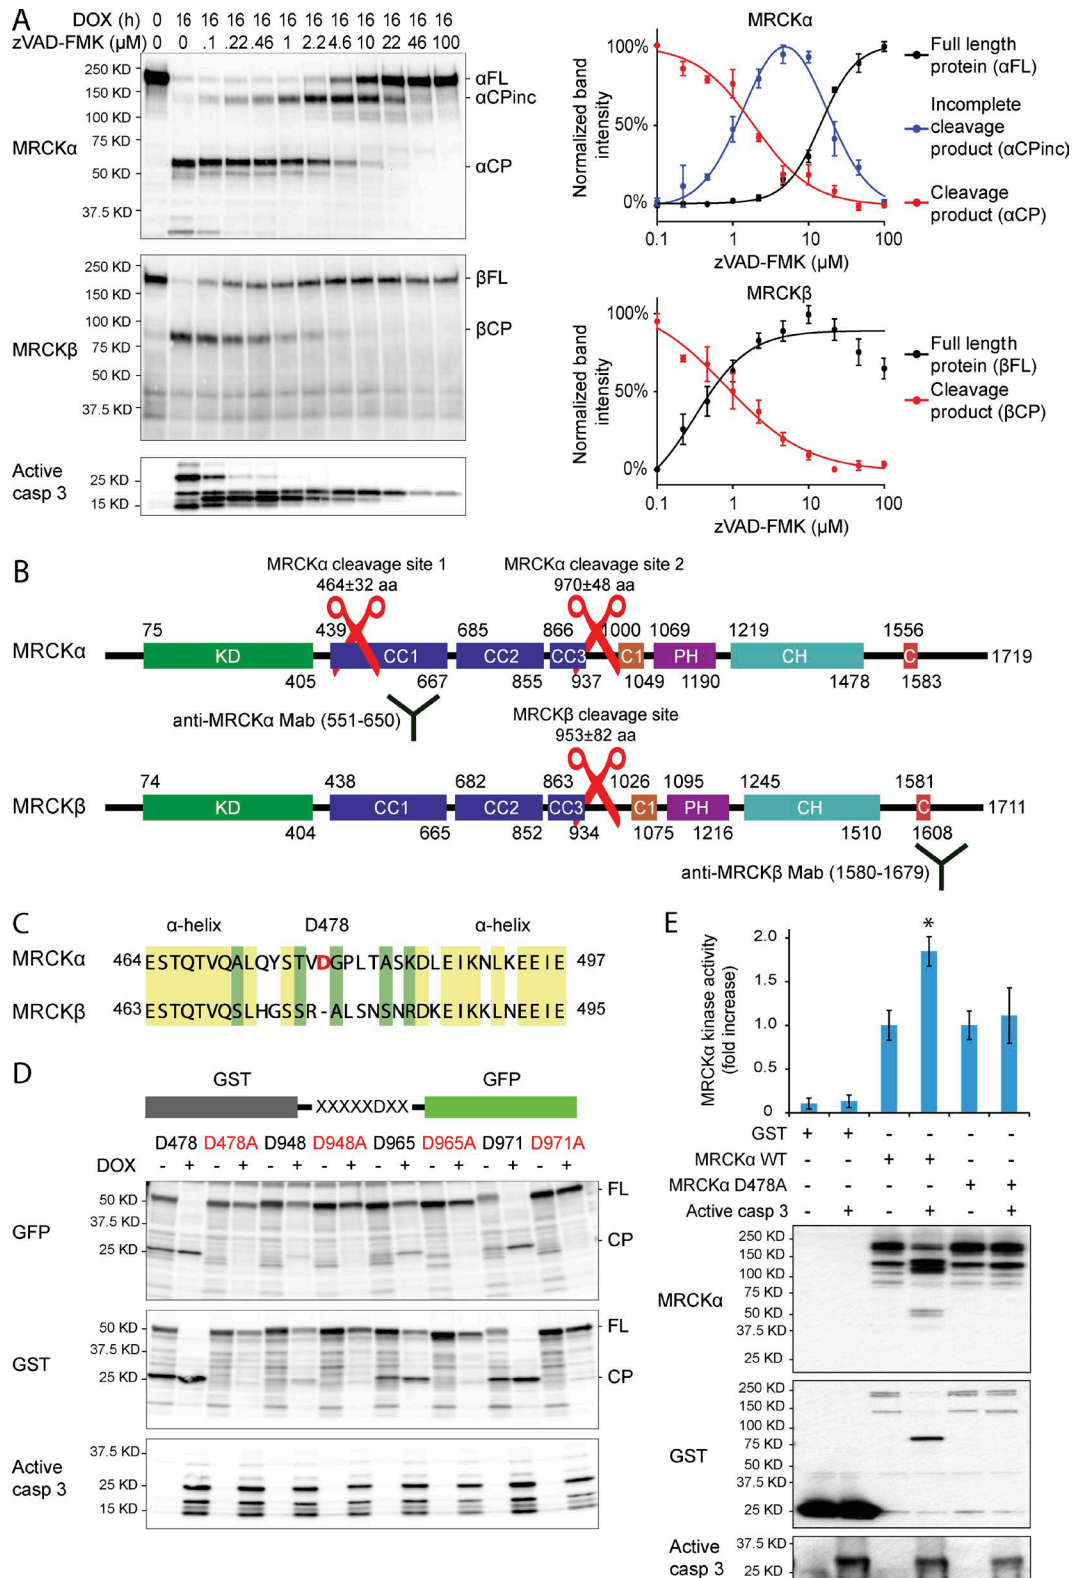 A
DOX (h) 0 16 16 16 16 16 16 16 16 16 16 16
zVAD-FMK (μM) 0 0 .1 .22 .46 1 2.2 4.6 10 22 46 100
MRCKα
250 KD
150 KD
100 KD
75 KD
50 KD
37.5 KD
αFL
αCPinc
αCP
MRCKβ
250 KD
150 KD
100 KD
75 KD
50 KD
37.5 KD
βFL
βCP
Active
casp 3
25 KD
15 KD
MRCKα
Normalized band
intensity
100%
50%
0%
0.1 1 10 100
zVAD-FMK (μM)
Full length
protein (αFL)
Incomplete
cleavage
product (αCPinc)
Cleavage
product (αCP)
MRCKβ
Normalized band
intensity
100%
50%
0%
0.1 1 10 100
zVAD-FMK (μM)
Full length
protein (βFL)
Cleavage
product (βCP)
B
MRCKα cleavage site 1
464±32 aa
MRCKα cleavage site 2
970±48 aa
75 439 685 866 1000 1069 1219 1556
MRCKα KD CC1 CC2 CC3 C1 PH CH C 1719
405 667 855 937 1049 1190 1478 1583
anti-MRCKα Mab (551-650)
MRCKβ cleavage site
953±82 aa
74 438 682 863 1026 1095 1245 1581
MRCKβ KD CC1 CC2 CC3 C1 PH CH C 1711
404 665 852 934 1075 1216 1510 1608
anti-MRCKβ Mab (1580-1679)
C
α-helix D478 α-helix
MRCKα 464 ESTQTVQALQYSTVDGPLTASKDLEIKNLKEEIE 497
MRCKβ 463 ESTQTVQSLHGSSR-ALSNSNRDKEIKKLNEEIE 495
D
GST GFP
XXXXXDXX
D478 D478A D948 D948A D965 D965A D971 D971A
DOX - + - + - + - + - + - + - + - +
GFP
50 KD
37.5 KD
25 KD
FL
CP
GST
50 KD
37.5 KD
25 KD
FL
CP
Active
casp 3
37.5 KD
25 KD
15 KD
E
MRCKα kinase activity
(fold increase)
2.0
1.0
0
*
GST + + - - - -
MRCKα WT - - + + - -
MRCKα D478A - - - - + +
Active casp 3 - + - + - +
MRCKα
250 KD
150 KD
100 KD
75 KD
50 KD
37.5 KD
25 KD
GST
250 KD
150 KD
100 KD
75 KD
50 KD
37.5 KD
25 KD
Active
casp 3
37.5 KD
25 KD